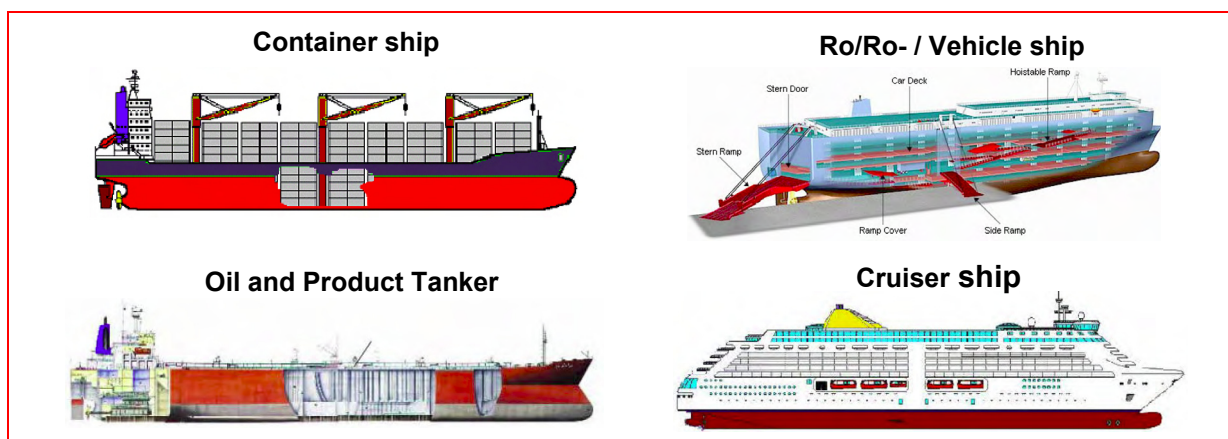 Container ship
Ro/Ro- / Vehicle ship
Hoistable Ramp
Car Deck
Stern Door
Stern Ramp
Ramp Cover
Side Ramp
Oil and Product Tanker
Cruiser ship